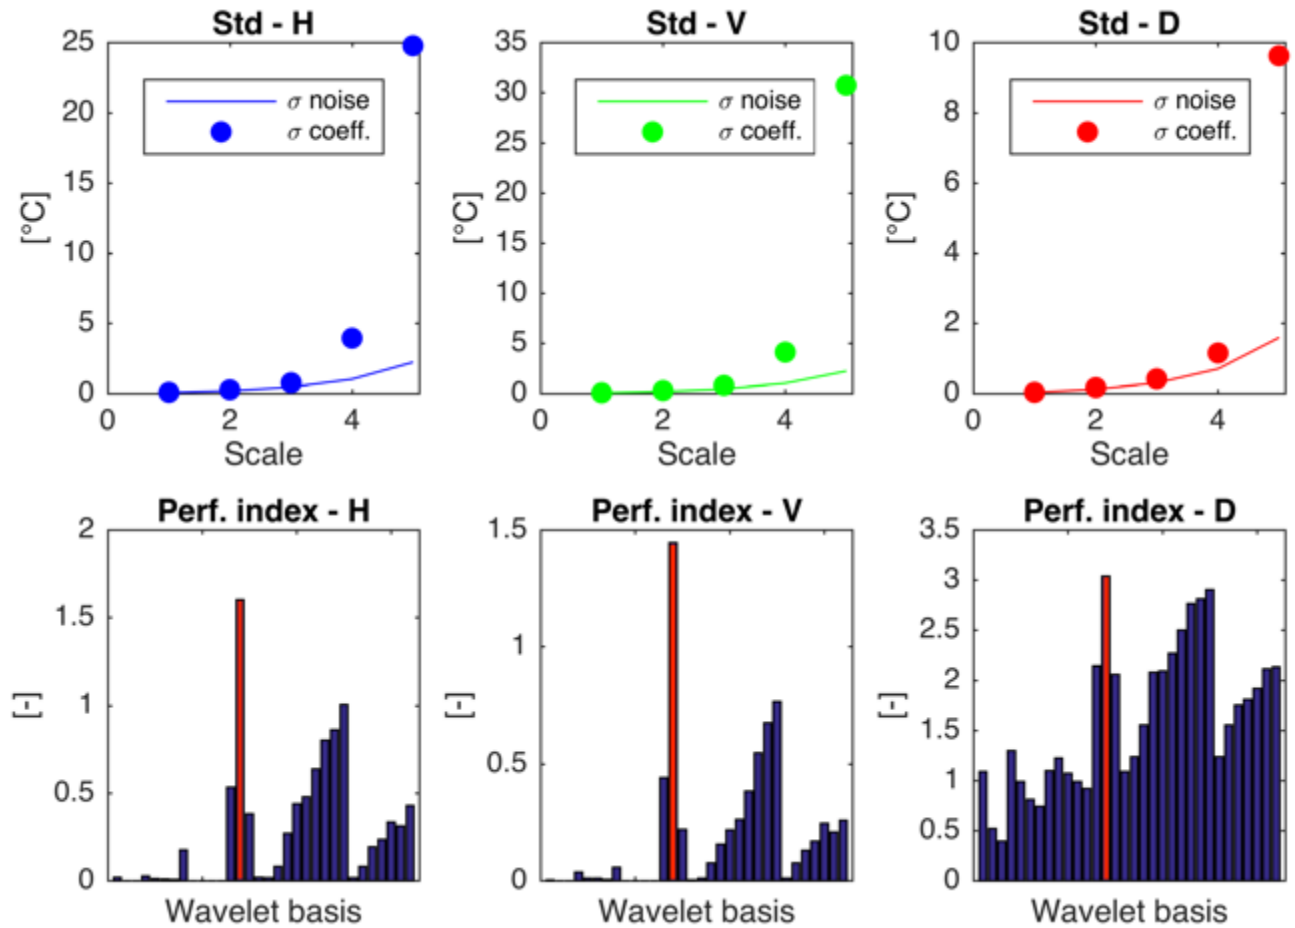 Std - H
25
20
15
10
5
0
0
2
4
[°C]
Scale
σ noise
σ coeff.
Std - V
35
30
25
20
15
10
5
0
0
2
4
[°C]
Scale
σ noise
σ coeff.
Std - D
10
8
6
4
2
0
0
2
4
[°C]
Scale
σ noise
σ coeff.
Perf. index - H
2
1.5
1
0.5
0
[-]
Wavelet basis
Perf. index - V
1.5
1
0.5
0
[-]
Wavelet basis
Perf. index - D
3.5
3
2.5
2
1.5
1
0.5
0
[-]
Wavelet basis